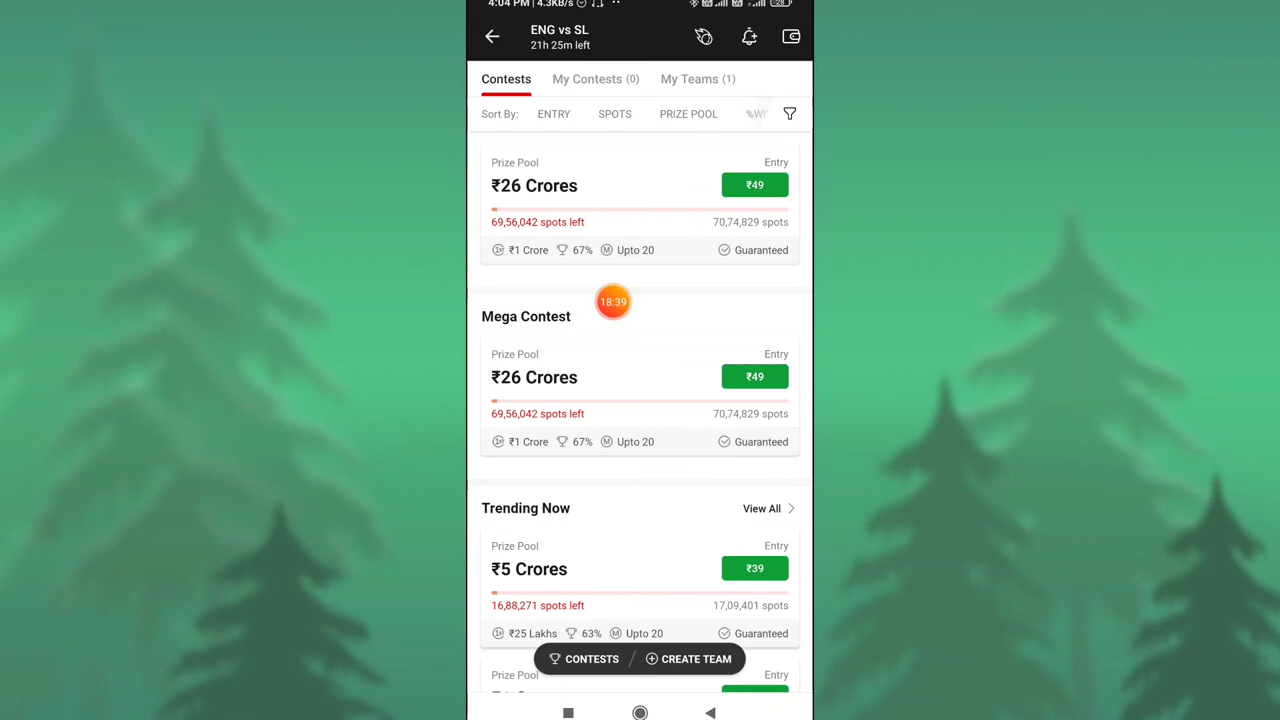 4:04 PM | 4.3KB/s
28
ENG vs SL
21h 25m left
Contests My Contests (0) My Teams (1)
Sort By: ENTRY SPOTS PRIZE POOL
Prize Pool Entry
₹26 Crores ₹49
69,56,042 spots left 70,74,829 spots
1st ₹1 Crore 67% M Upto 20 Guaranteed
18:39
Mega Contest
Prize Pool Entry
₹26 Crores ₹49
69,56,042 spots left 70,74,829 spots
1st ₹1 Crore 67% M Upto 20 Guaranteed
Trending Now View All
Prize Pool Entry
₹5 Crores ₹39
16,88,271 spots left 17,09,401 spots
1st ₹25 Lakhs 63% M Upto 20 Guaranteed
CONTESTS / CREATE TEAM
Prize Pool Entry